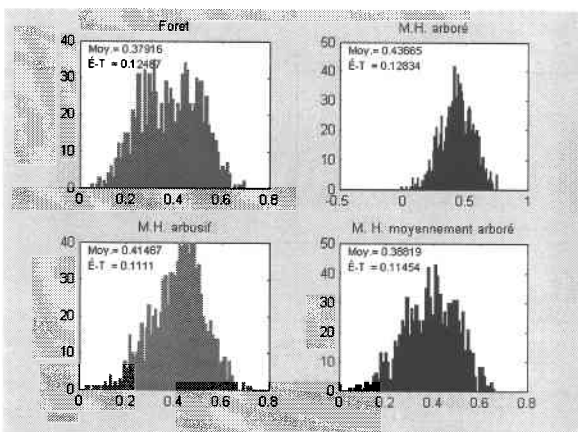 Foret
Moy.= 0.37916
É-T = 0.12487
40
30
20
10
0
0 0.2 0.4 0.6 0.8
M.H. arboré
Moy.= 0.43665
É-T = 0.12834
50
40
30
20
10
0
-0.5 0 0.5 1
M.H. arbusif
Moy.= 0.41467
É-T = 0.1111
40
30
20
10
0
0 0.2 0.4 0.6 0.8
M. H. moyennement arboré
Moy.= 0.38819
É-T = 0.11454
50
40
30
20
10
0
0 0.2 0.4 0.6 0.8